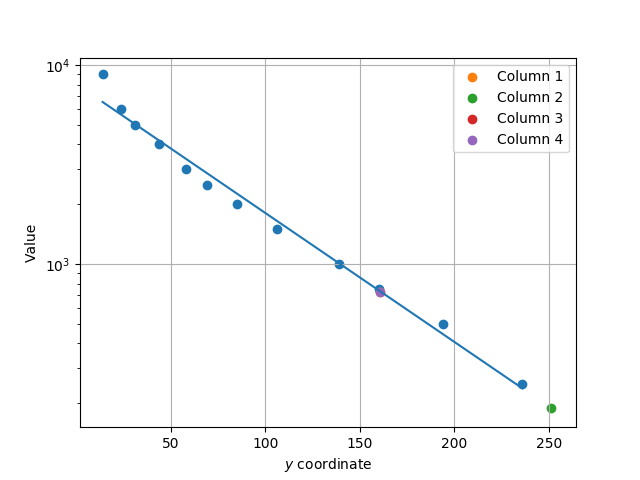 10⁴
10³
Value
Column 1
Column 2
Column 3
Column 4
50 100 150 200 250
y coordinate